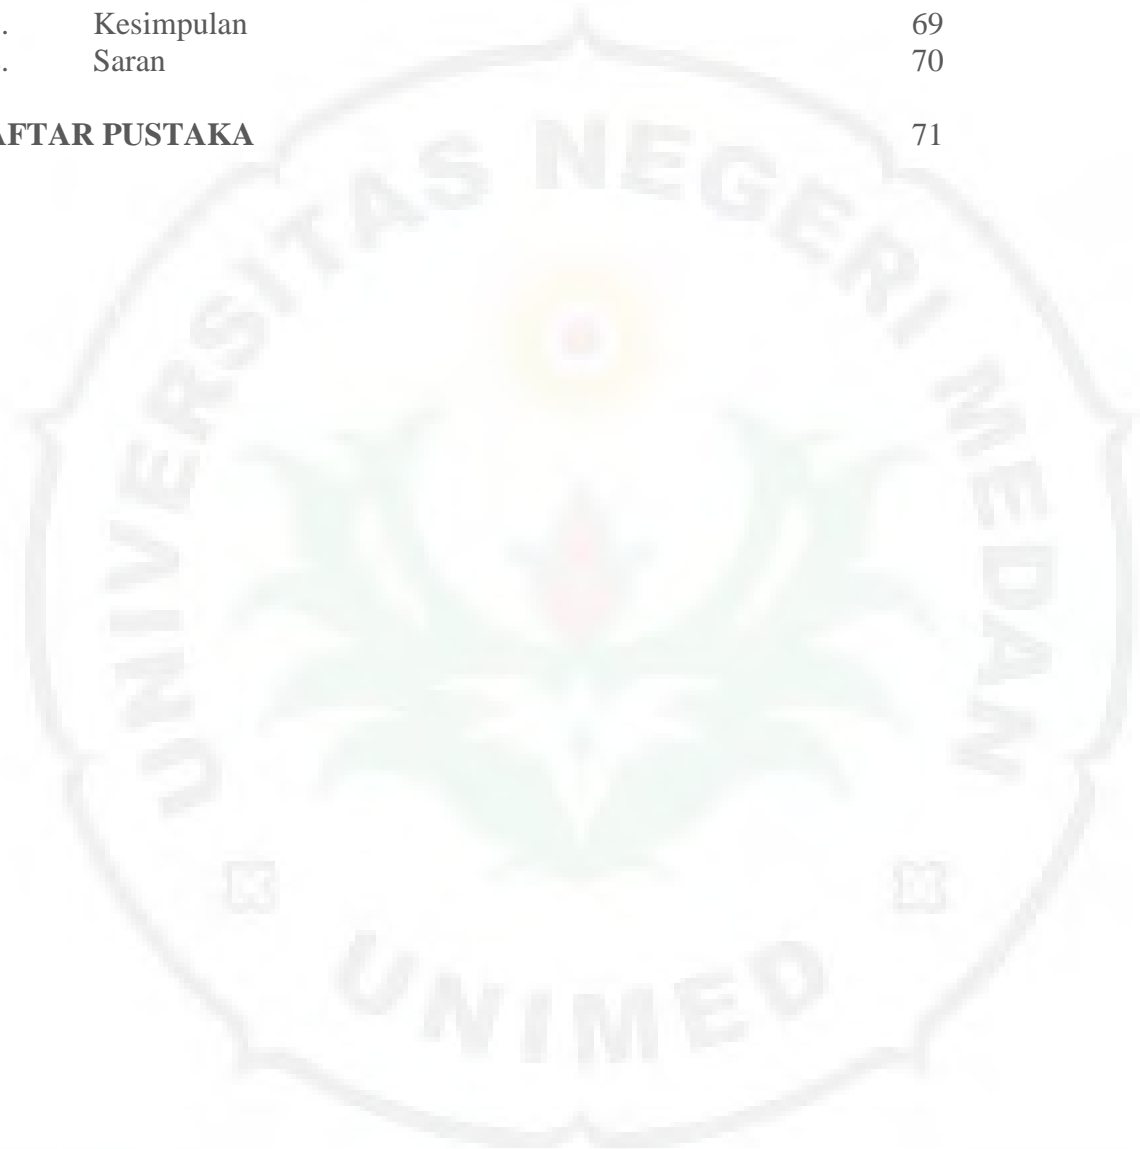 . Kesimpulan 69
. Saran 70
AFTAR PUSTAKA 71
UNIVERSITAS NEGERI MEDAN
UNIMED